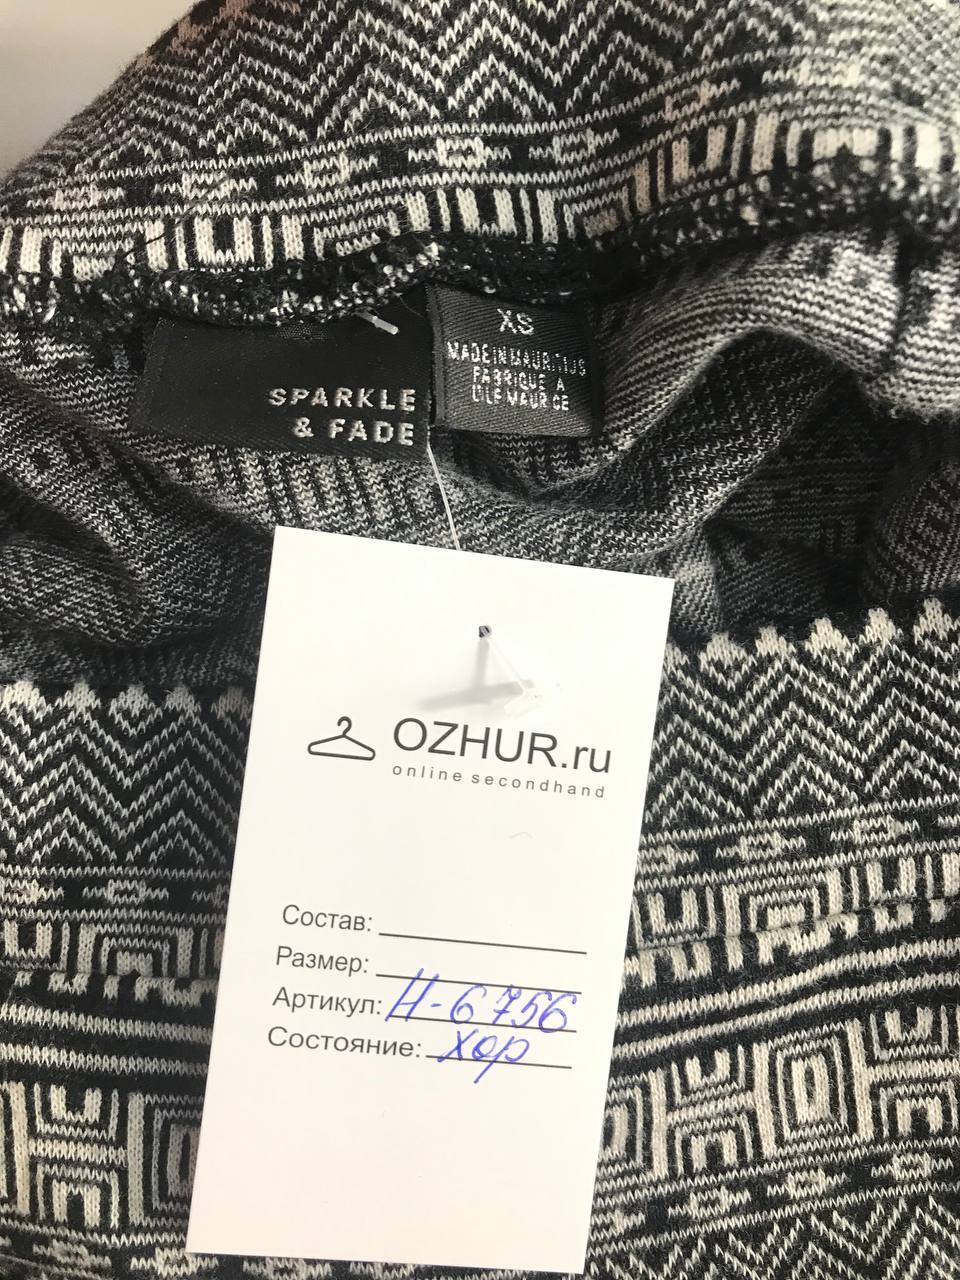 SPARKLE
& FADE
XS
MADE IN MAURITIUS
FABRIQUE A
L'ILE MAURICE
OZHUR.ru
online secondhand
Состав:
Размер:
Артикул: Н-6756
Состояние: хор